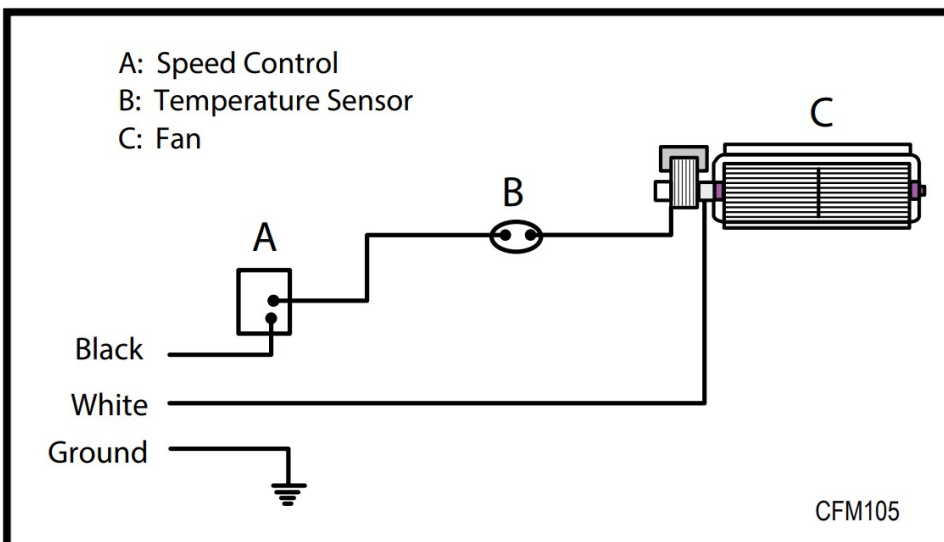 A: Speed Control
B: Temperature Sensor
C: Fan
C
B
A
Black
White
Ground
CFM105